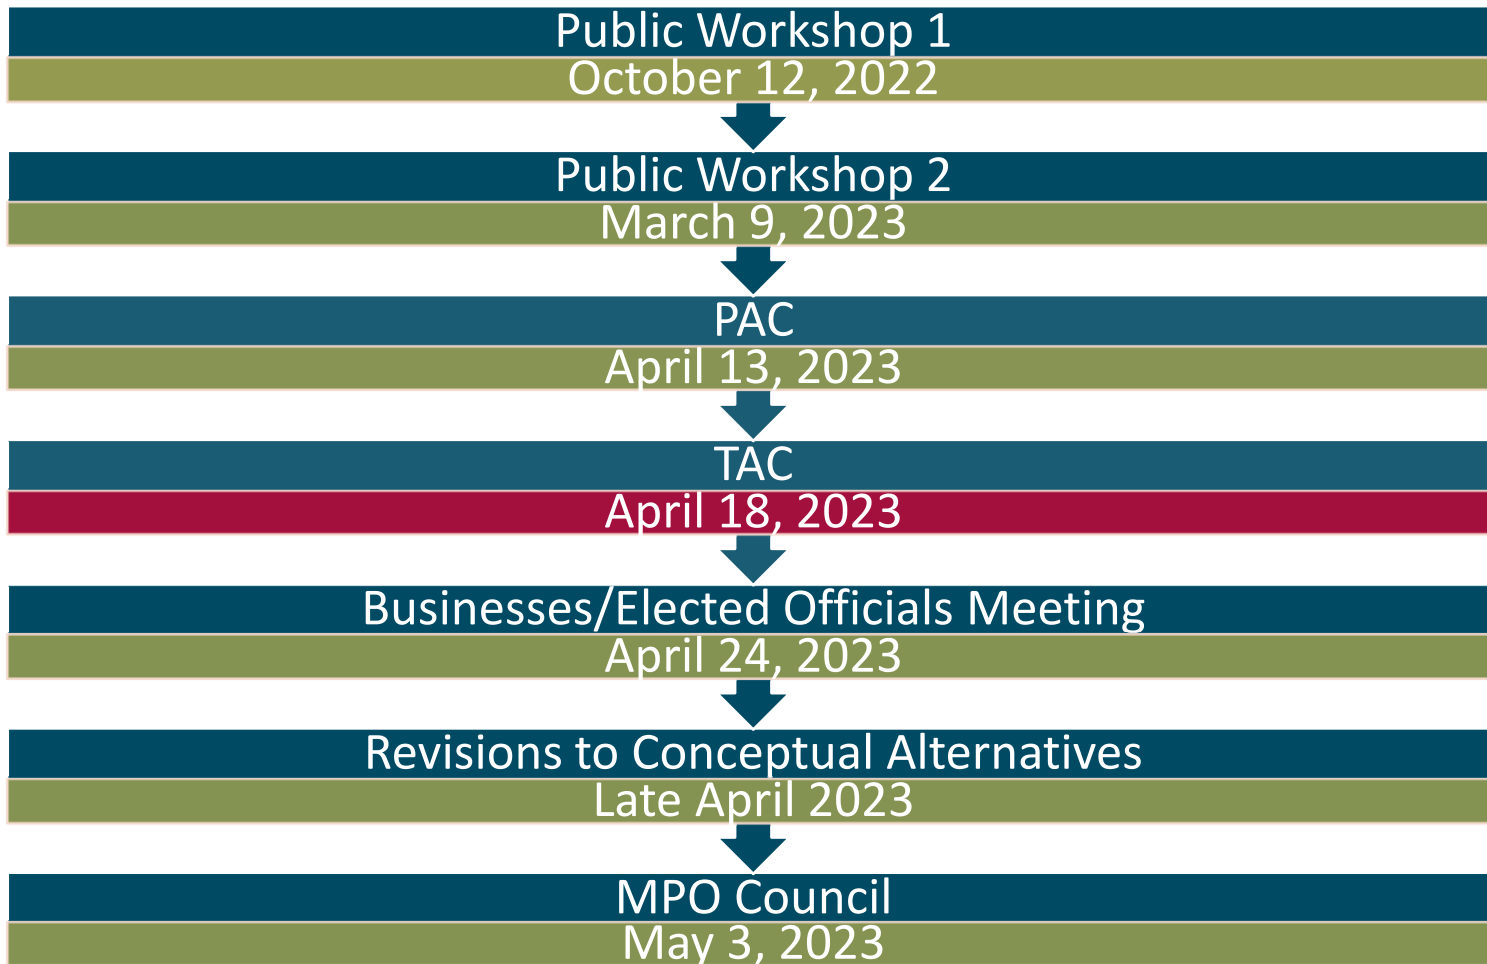 Public Workshop 1
October 12, 2022
Public Workshop 2
March 9, 2023
PAC
April 13, 2023
TAC
April 18, 2023
Businesses/Elected Officials Meeting
April 24, 2023
Revisions to Conceptual Alternatives
Late April 2023
MPO Council
May 3, 2023